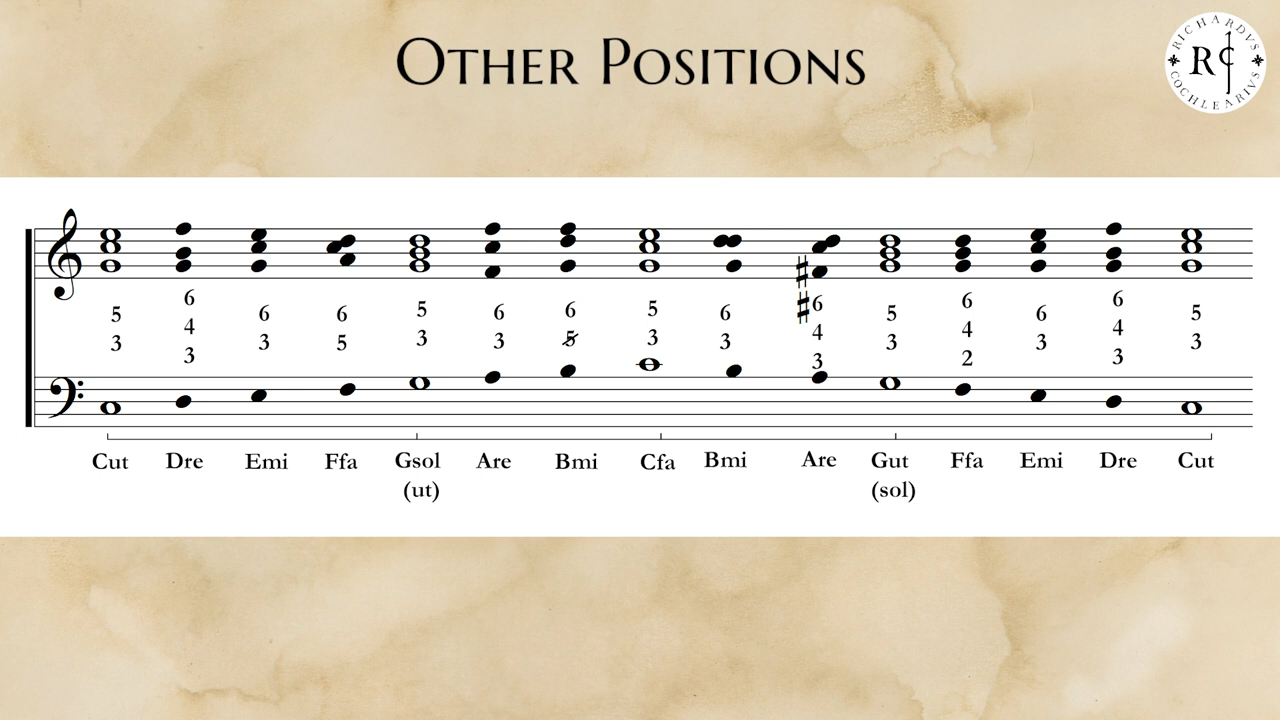 OTHER POSITIONS
RICHARDVS
RC
COCHLEARIVS
5 6 6 6 5 6 6 5 6 ♯6 5 6 6 6 5
3 4 3 5 3 3 5 3 3 4 3 4 3 4 3
3 3 2 3
Cut Dre Emi Ffa Gsol Are Bmi Cfa Bmi Are Gut Ffa Emi Dre Cut
(ut) (sol)